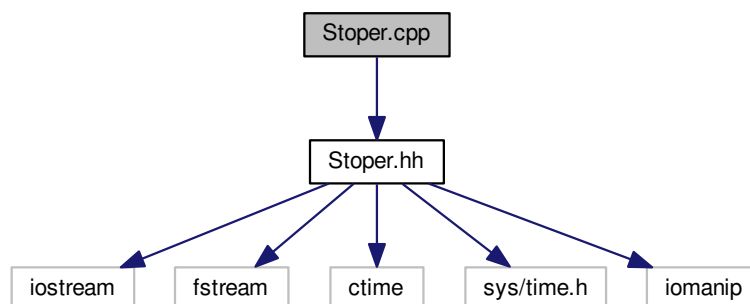 Stoper.cpp
Stoper.hh
iostream
fstream
ctime
sys/time.h
iomanip